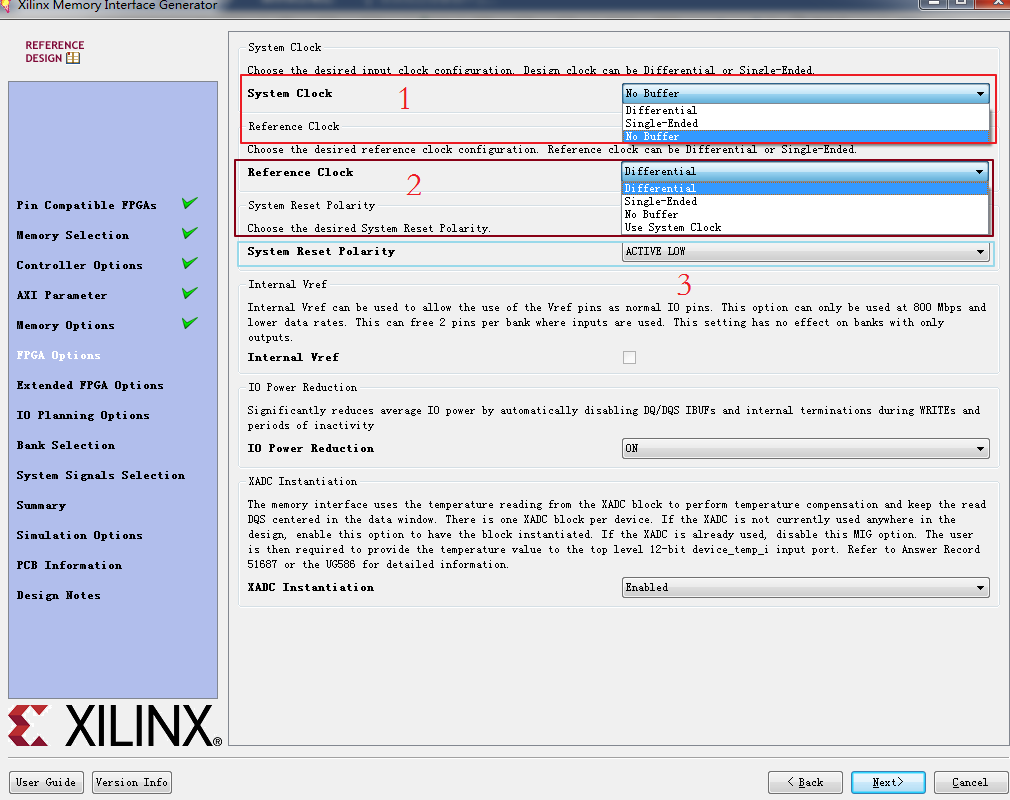 Xilinx Memory Interface Generator
REFERENCE
DESIGN
Pin Compatible FPGAs
Memory Selection
Controller Options
AXI Parameter
Memory Options
FPGA Options
Extended FPGA Options
IO Planning Options
Bank Selection
System Signals Selection
Summary
Simulation Options
PCB Information
Design Notes
XILINX®
System Clock
Choose the desired input clock configuration. Design clock can be Differential or Single-Ended.
System Clock
1
No Buffer
Differential
Single-Ended
No Buffer
Reference Clock
Choose the desired reference clock configuration. Reference clock can be Differential or Single-Ended.
Reference Clock
2
Differential
Differential
Single-Ended
No Buffer
Use System Clock
System Reset Polarity
Choose the desired System Reset Polarity.
System Reset Polarity
ACTIVE LOW
3
Internal Vref
Internal Vref can be used to allow the use of the Vref pins as normal IO pins. This option can only be used at 800 Mbps and
lower data rates. This can free 2 pins per bank where inputs are used. This setting has no effect on banks with only
outputs.
Internal Vref
IO Power Reduction
Significantly reduces average IO power by automatically disabling DQ/DQS IBUFs and internal terminations during WRITEs and
periods of inactivity
IO Power Reduction
ON
XADC Instantiation
The memory interface uses the temperature reading from the XADC block to perform temperature compensation and keep the read
DQS centered in the data window. There is one XADC block per device. If the XADC is not currently used anywhere in the
design, enable this option to have the block instantiated. If the XADC is already used, disable this MIG option. The user
is then required to provide the temperature value to the top level 12-bit device_temp_i input port. Refer to Answer Record
51687 or the UG586 for detailed information.
XADC Instantiation
Enabled
User Guide
Version Info
< Back
Next>
Cancel